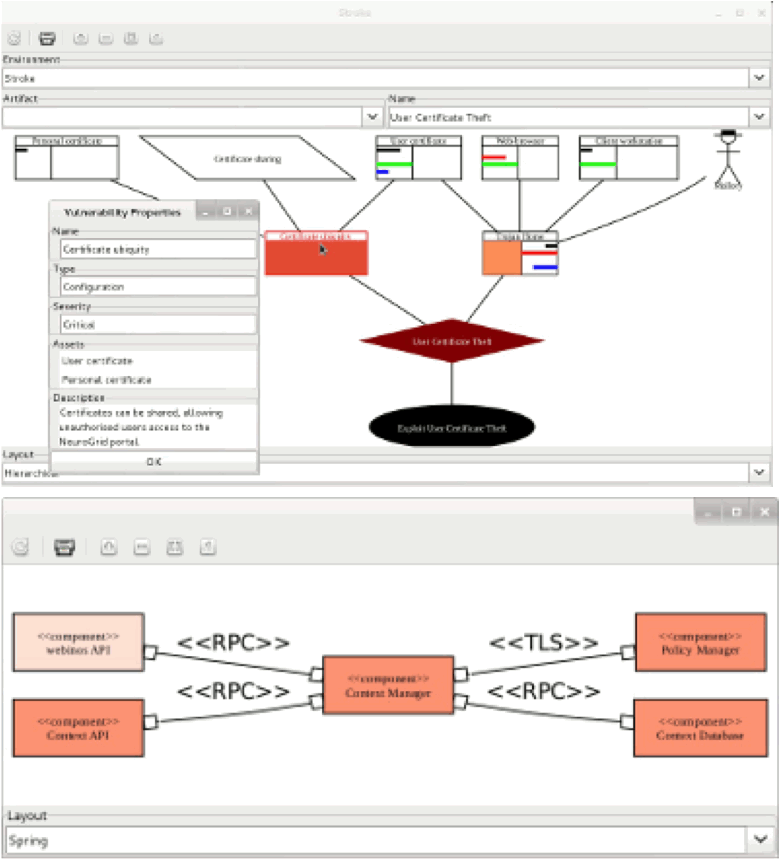 Stroke
Environment
Stroke
Artifact
Name
User Certificate Theft
Personal certificate
Certificate sharing
User certificate
Web-browser
Client workstation
Mallory
Vulnerability Properties
Name
Certificate ubiquity
Type
Configuration
Severity
Critical
Assets
User certificate
Personal certificate
Description
Certificates can be shared, allowing
unauthorised users access to the
NeuroGrid portal.
OK
Certificate ubiquity
Trojan Horse
User Certificate Theft
Exploit User Certificate Theft
Layout
Hierarchical
<<component>>
webinos API
<<RPC>>
<<TLS>>
<<component>>
Policy Manager
<<component>>
Context Manager
<<component>>
Context API
<<RPC>>
<<RPC>>
<<component>>
Context Database
Layout
Spring